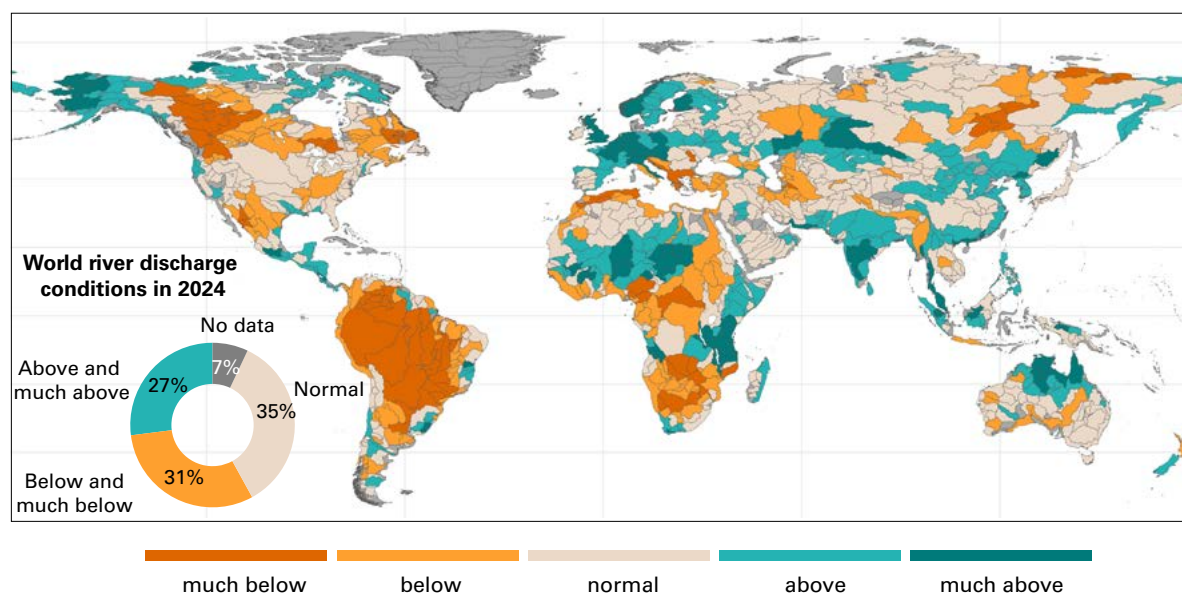 World river discharge
conditions in 2024
No data
7%
Above and
much above
27%
Normal
35%
31%
Below and
much below
much below
below
normal
above
much above